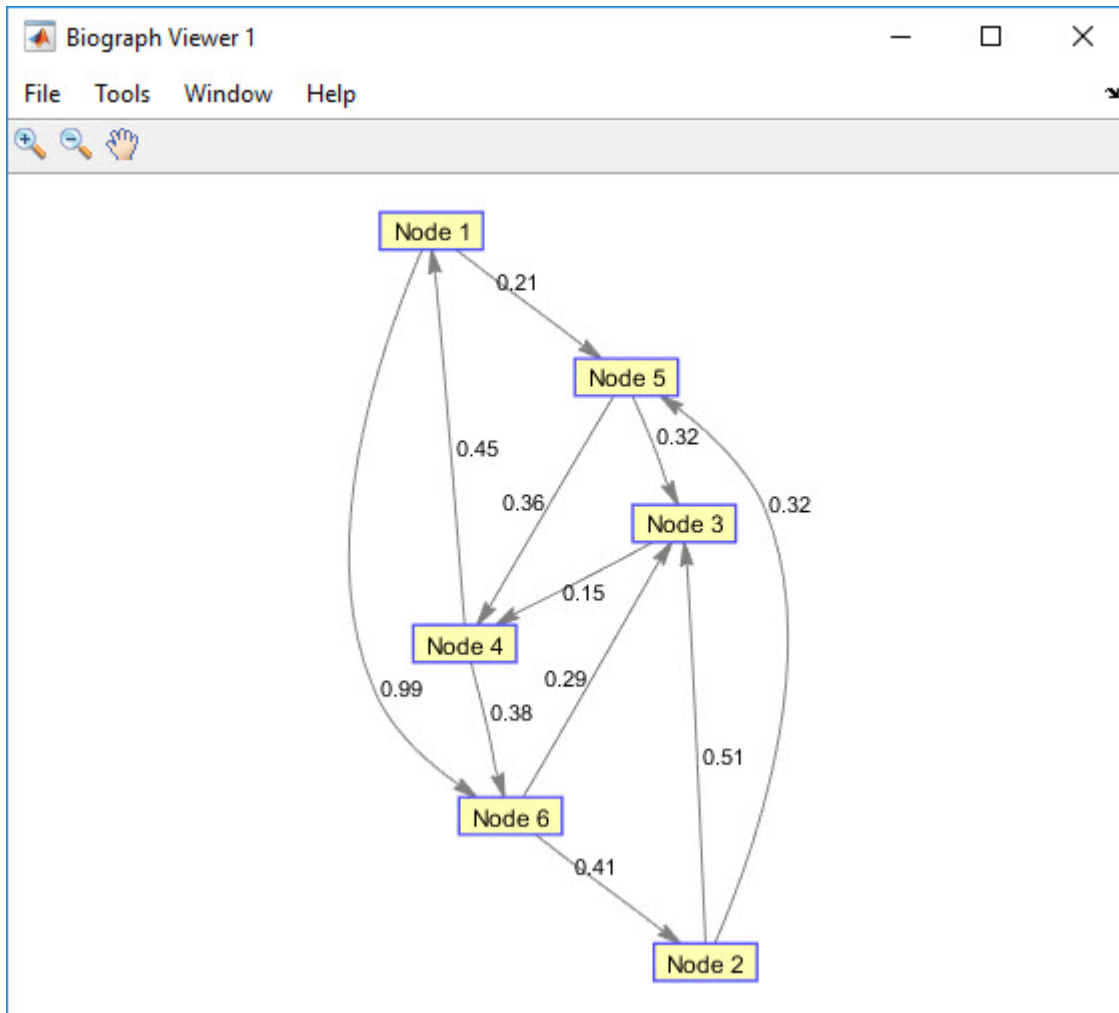 Biograph Viewer 1
File Tools Window Help
Node 1
0.21
Node 5
0.32
0.45
0.36
0.32
Node 3
0.15
Node 4
0.29
0.99
0.38
0.51
Node 6
0.41
Node 2